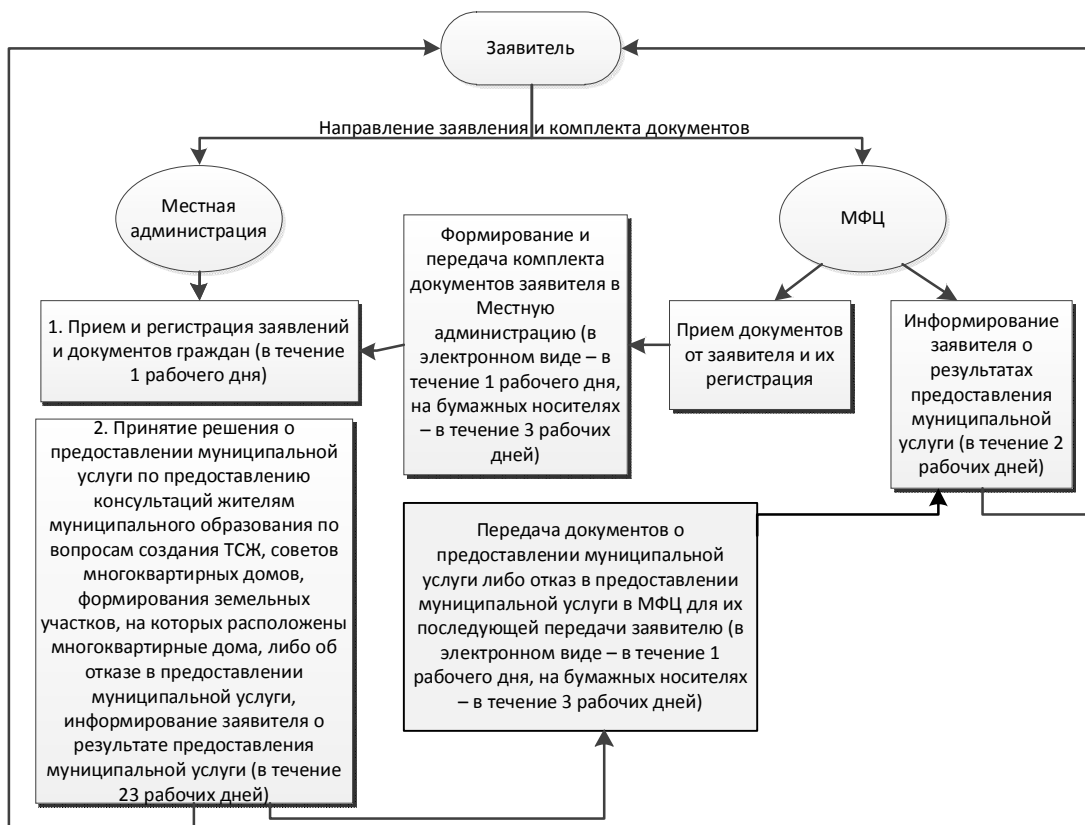 Заявитель
Направление заявления и комплекта документов
Местная
администрация
МФЦ
1. Прием и регистрация заявлений
и документов граждан (в течение
1 рабочего дня)
Формирование и
передача комплекта
документов заявителя в
Местную
администрацию (в
электронном виде – в
течение 1 рабочего дня,
на бумажных носителях
– в течение 3 рабочих
дней)
Прием документов
от заявителя и их
регистрация
Информирование
заявителя о
результатах
предоставления
муниципальной
услуги (в течение 2
рабочих дней)
2. Принятие решения о
предоставлении муниципальной
услуги по предоставлению
консультаций жителям
муниципального образования по
вопросам создания ТСЖ, советов
многоквартирных домов,
формирования земельных
участков, на которых расположены
многоквартирные дома, либо об
отказе в предоставлении
муниципальной услуги,
информирование заявителя о
результате предоставления
муниципальной услуги (в течение
23 рабочих дней)
Передача документов о
предоставлении муниципальной
услуги либо отказ в предоставлении
муниципальной услуги в МФЦ для их
последующей передачи заявителю (в
электронном виде – в течение 1
рабочего дня, на бумажных носителях
– в течение 3 рабочих дней)